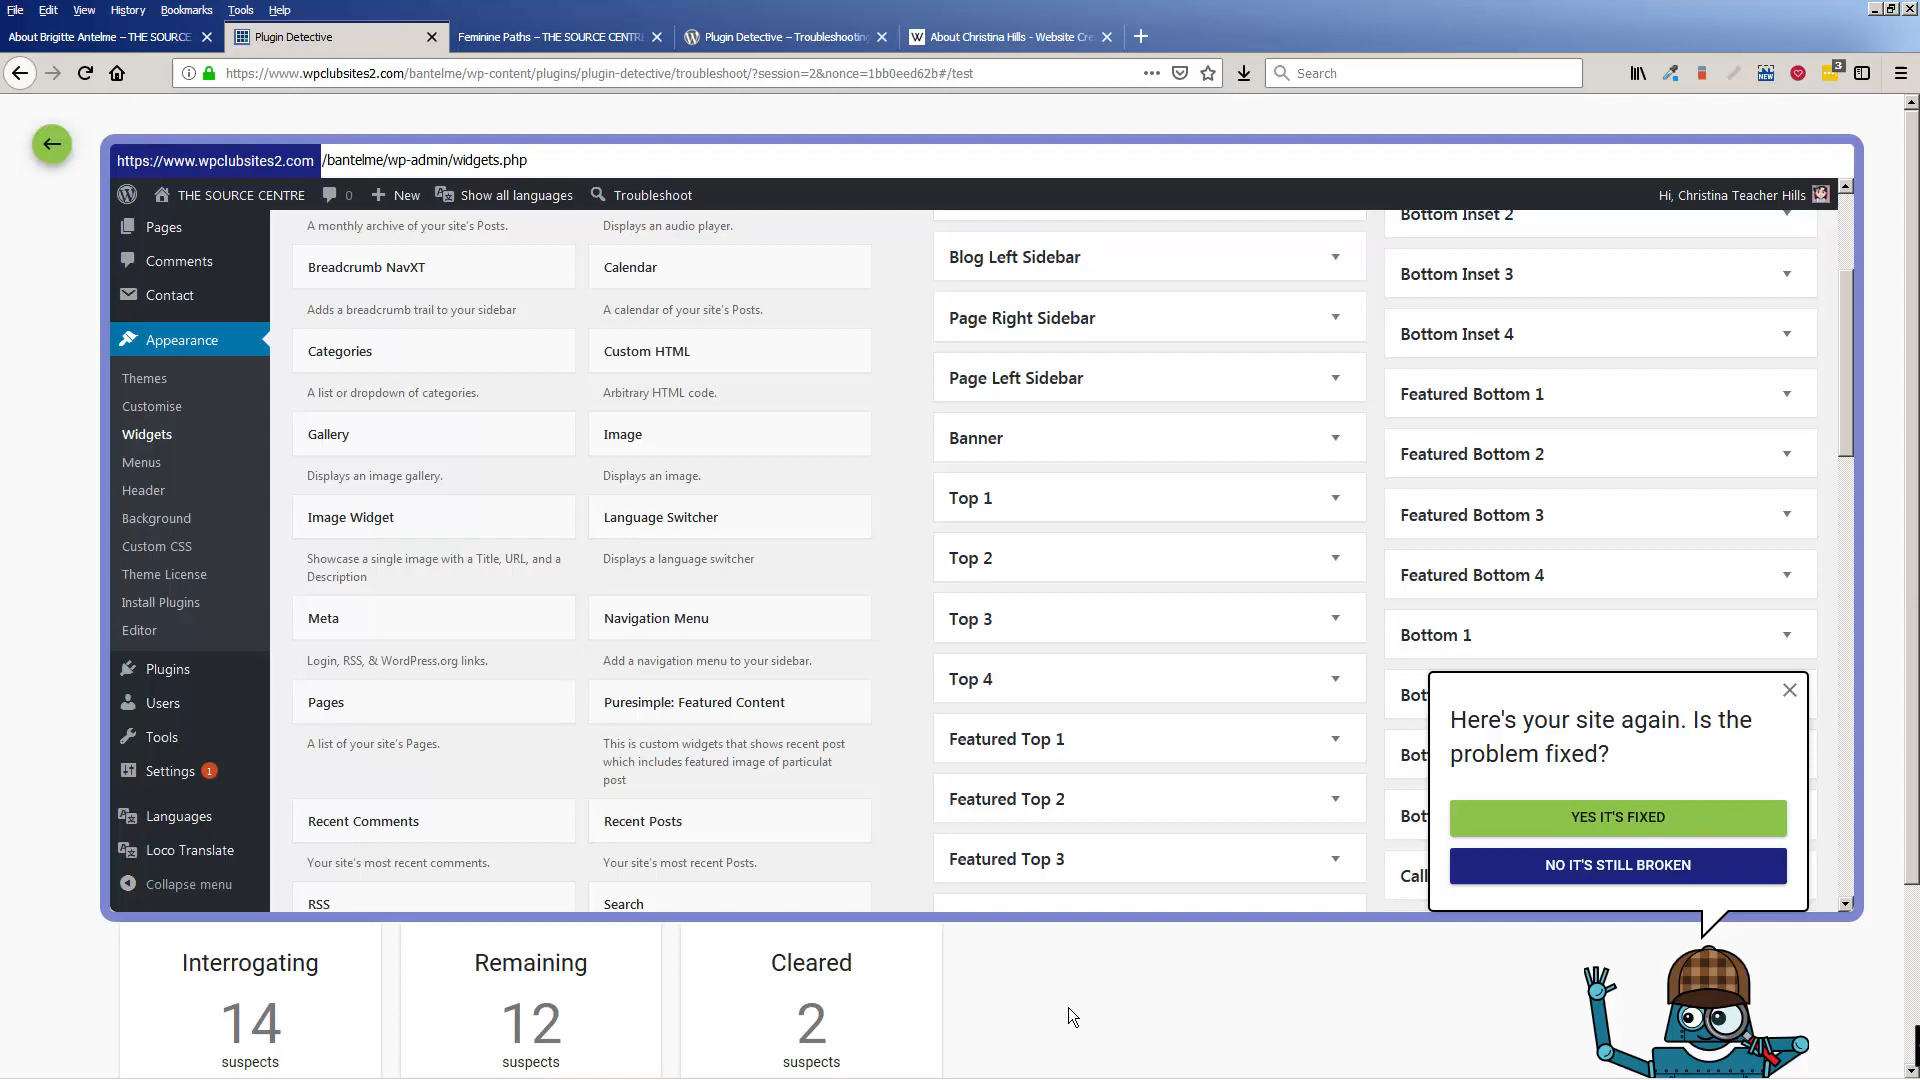 File Edit View History Bookmarks Tools Help
About Brigitte Antelme – THE SOURCE
Plugin Detective
Feminine Paths – THE SOURCE CENTR
Plugin Detective – Troubleshooting
About Christina Hills - Website Cre
https://www.wpclubsites2.com/bantelme/wp-content/plugins/plugin-detective/troubleshoot/?session=2&nonce=1bb0eed62b#/test
Search
NEW
3
https://www.wpclubsites2.com /bantelme/wp-admin/widgets.php
THE SOURCE CENTRE 0 New Show all languages Troubleshoot
Hi, Christina Teacher Hills
Pages
Comments
Contact
Appearance
Themes
Customise
Widgets
Menus
Header
Background
Custom CSS
Theme License
Install Plugins
Editor
Plugins
Users
Tools
Settings 1
Languages
Loco Translate
Collapse menu
A monthly archive of your site's Posts.
Displays an audio player.
Breadcrumb NavXT
Calendar
Adds a breadcrumb trail to your sidebar
A calendar of your site's Posts.
Categories
Custom HTML
A list or dropdown of categories.
Arbitrary HTML code.
Gallery
Image
Displays an image gallery.
Displays an image.
Image Widget
Language Switcher
Showcase a single image with a Title, URL, and a
Description
Displays a language switcher
Meta
Navigation Menu
Login, RSS, & WordPress.org links.
Add a navigation menu to your sidebar.
Pages
Puresimple: Featured Content
A list of your site's Pages.
This is custom widgets that shows recent post
which includes featured image of particulat
post
Recent Comments
Recent Posts
Your site's most recent comments.
Your site's most recent Posts.
RSS
Search
Blog Left Sidebar
Page Right Sidebar
Page Left Sidebar
Banner
Top 1
Top 2
Top 3
Top 4
Featured Top 1
Featured Top 2
Featured Top 3
Bottom Inset 2
Bottom Inset 3
Bottom Inset 4
Featured Bottom 1
Featured Bottom 2
Featured Bottom 3
Featured Bottom 4
Bottom 1
Bot
Bot
Bot
Call
Here's your site again. Is the
problem fixed?
YES IT'S FIXED
NO IT'S STILL BROKEN
Interrogating
14
suspects
Remaining
12
suspects
Cleared
2
suspects